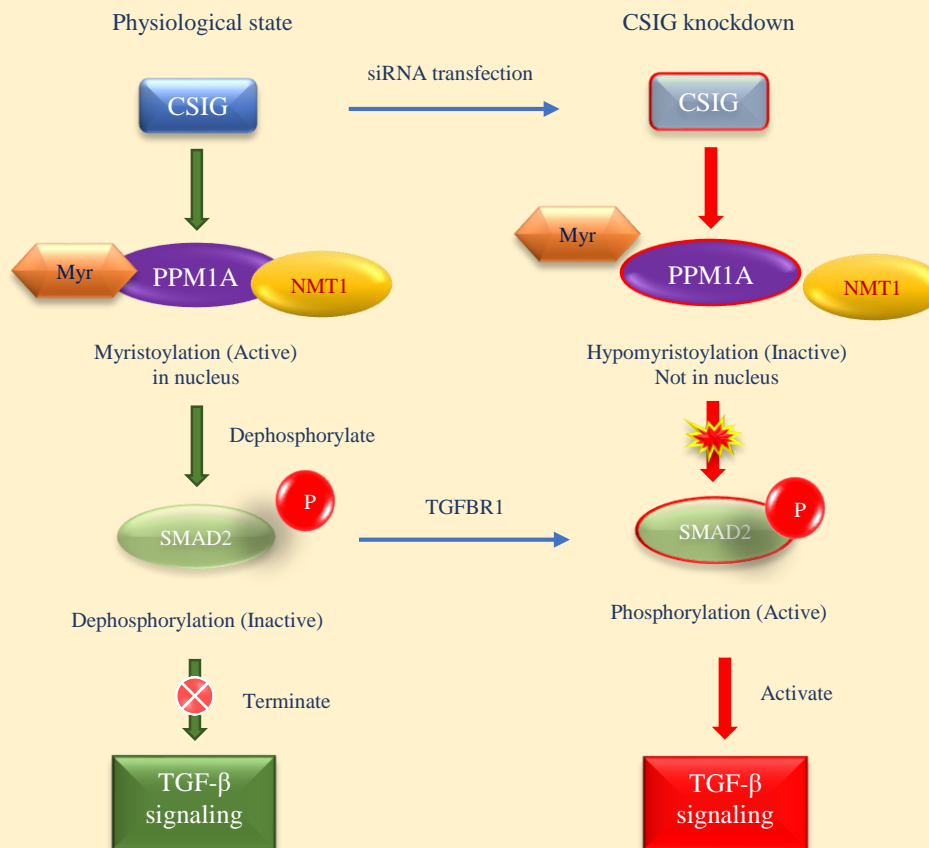 Physiological state
CSIG knockdown
siRNA transfection
CSIG
CSIG
Myr
PPM1A
NMT1
Myr
PPM1A
NMT1
Myristoylation (Active)
in nucleus
Hypomyristoylation (Inactive)
Not in nucleus
Dephosphorylate
P
SMAD2
TGFBR1
P
SMAD2
Dephosphorylation (Inactive)
Phosphorylation (Active)
Terminate
Activate
TGF-β
signaling
TGF-β
signaling